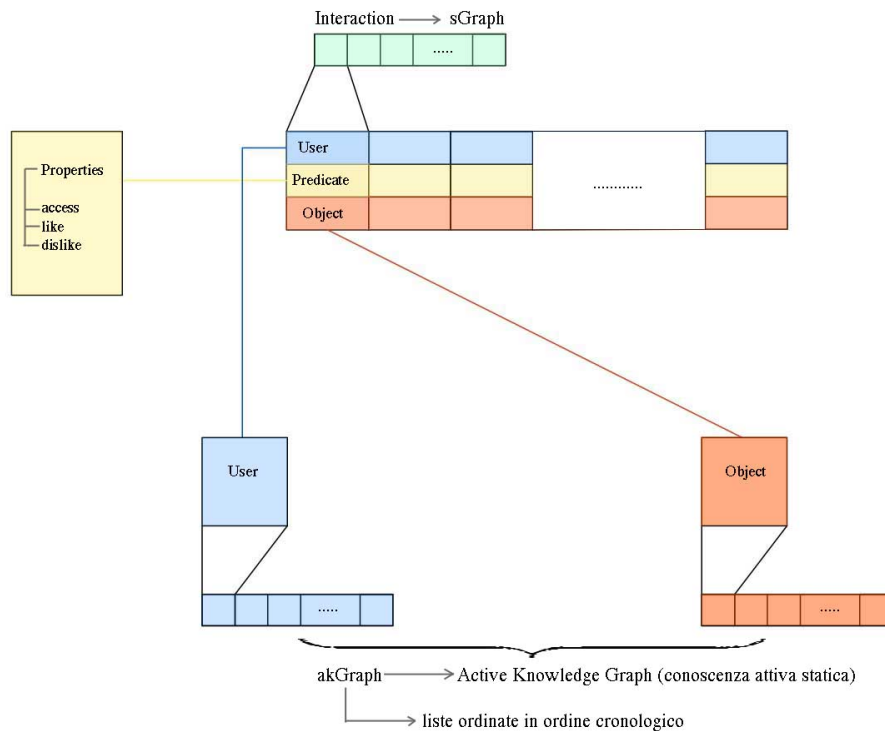 Interaction sGraph
.....
User
Predicate
Object
............
Properties
access
like
dislike
User
Object
.....
.....
akGraph Active Knowledge Graph (conoscenza attiva statica)
liste ordinate in ordine cronologico